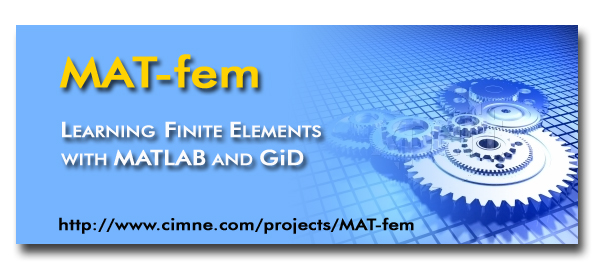 MAT-fem
LEARNING FINITE ELEMENTS
WITH MATLAB AND GiD
http://www.cimne.com/projects/MAT-fem